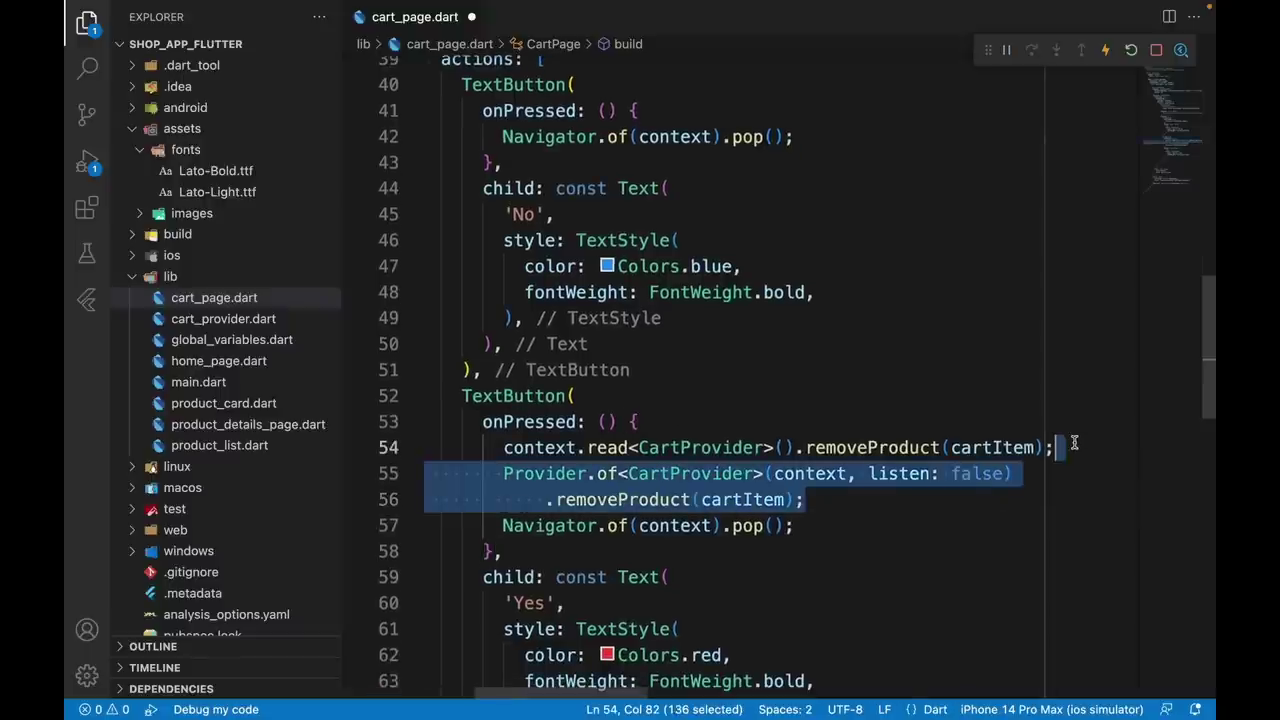 EXPLORER
SHOP_APP_FLUTTER
.dart_tool
.idea
android
assets
fonts
Aa Lato-Bold.ttf
Aa Lato-Light.ttf
images
build
ios
lib
cart_page.dart
cart_provider.dart
global_variables.dart
home_page.dart
main.dart
product_card.dart
product_details_page.dart
product_list.dart
linux
macos
test
web
windows
.gitignore
.metadata
analysis_options.yaml
pubspec.lock
OUTLINE
TIMELINE
DEPENDENCIES
1
1
cart_page.dart
lib > cart_page.dart > CartPage > build
39 actions: [
40 TextButton(
41 onPressed: () {
42 Navigator.of(context).pop();
43 },
44 child: const Text(
45 'No',
46 style: TextStyle(
47 color: Colors.blue,
48 fontWeight: FontWeight.bold,
49 ), // TextStyle
50 ), // Text
51 ), // TextButton
52 TextButton(
53 onPressed: () {
54 context.read<CartProvider>().removeProduct(cartItem);
55 Provider.of<CartProvider>(context, listen: false)
56 .removeProduct(cartItem);
57 Navigator.of(context).pop();
58 },
59 child: const Text(
60 'Yes',
61 style: TextStyle(
62 color: Colors.red,
63 fontWeight: FontWeight.bold,
0 0 Debug my code Ln 54, Col 82 (136 selected) Spaces: 2 UTF-8 LF {} Dart iPhone 14 Pro Max (ios simulator)